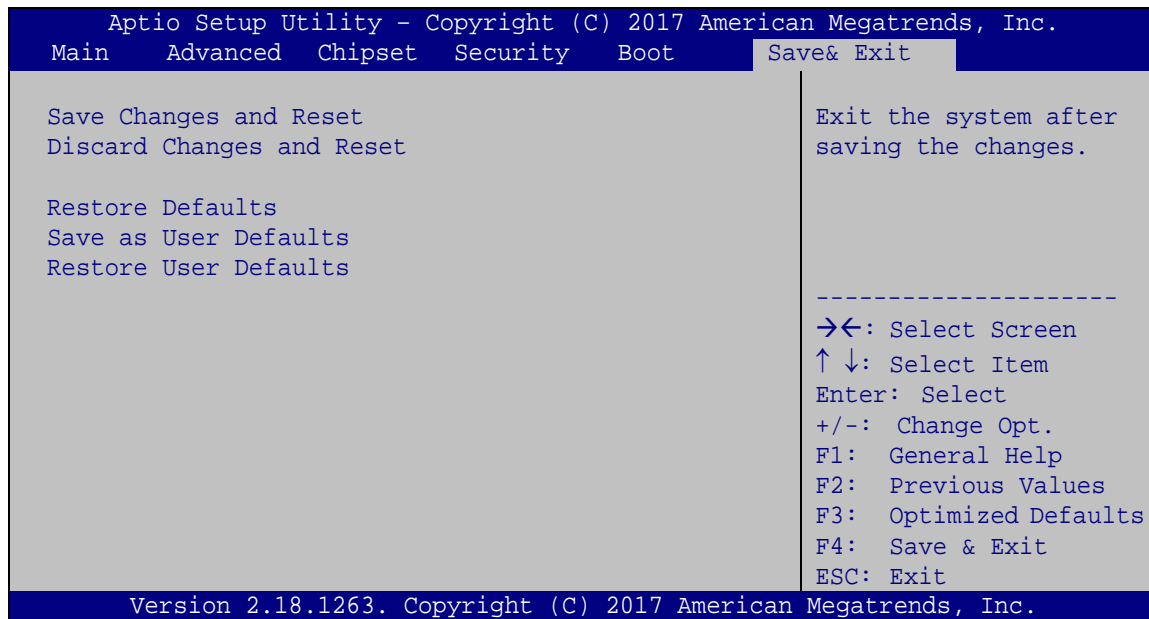 Aptio Setup Utility – Copyright (C) 2017 American Megatrends, Inc.
Main Advanced Chipset Security Boot Save& Exit
Save Changes and Reset
Discard Changes and Reset
Restore Defaults
Save as User Defaults
Restore User Defaults
Exit the system after
saving the changes.
---------------------
→←: Select Screen
↑ ↓: Select Item
Enter: Select
+/-: Change Opt.
F1: General Help
F2: Previous Values
F3: Optimized Defaults
F4: Save & Exit
ESC: Exit
Version 2.18.1263. Copyright (C) 2017 American Megatrends, Inc.